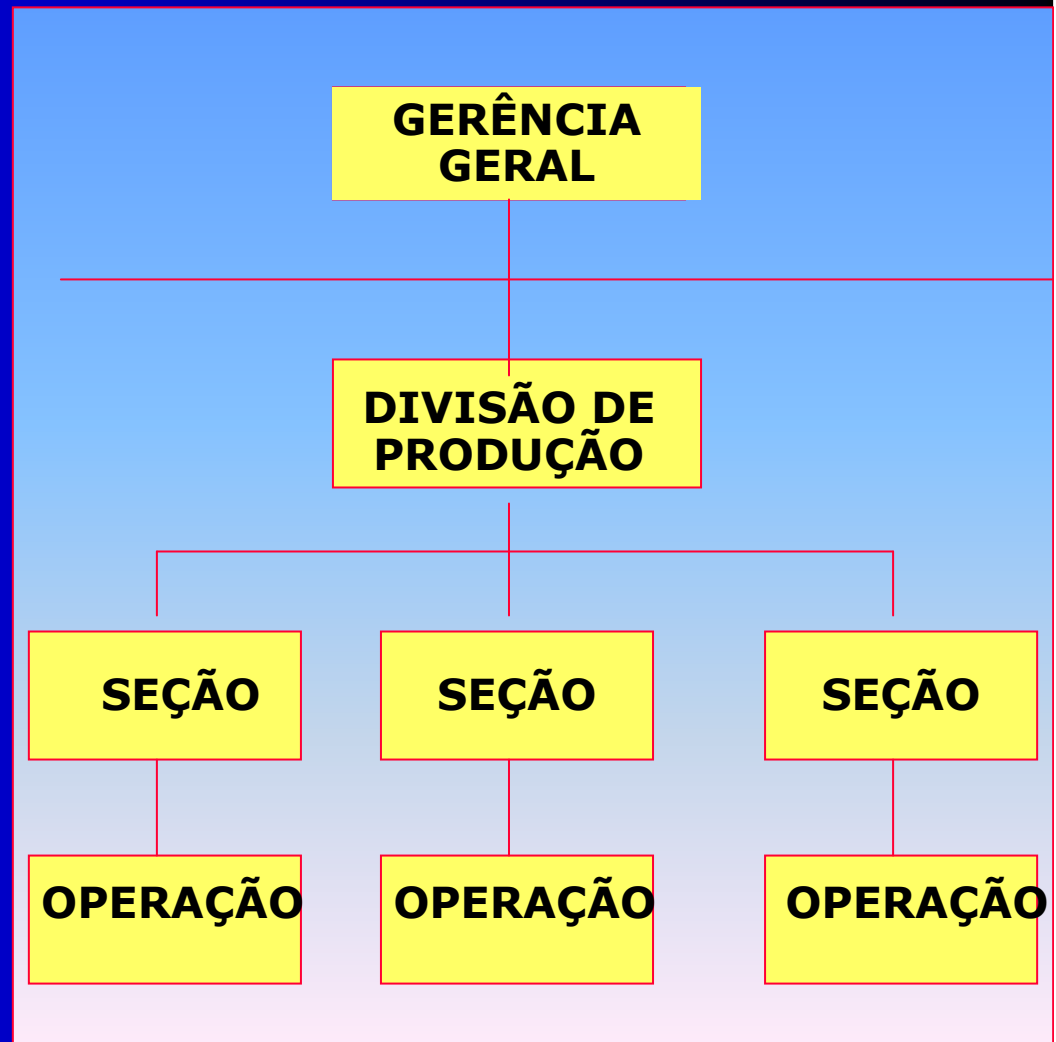 GERÊNCIA
GERAL
DIVISÃO DE
PRODUÇÃO
SEÇÃO
SEÇÃO
SEÇÃO
OPERAÇÃO
OPERAÇÃO
OPERAÇÃO